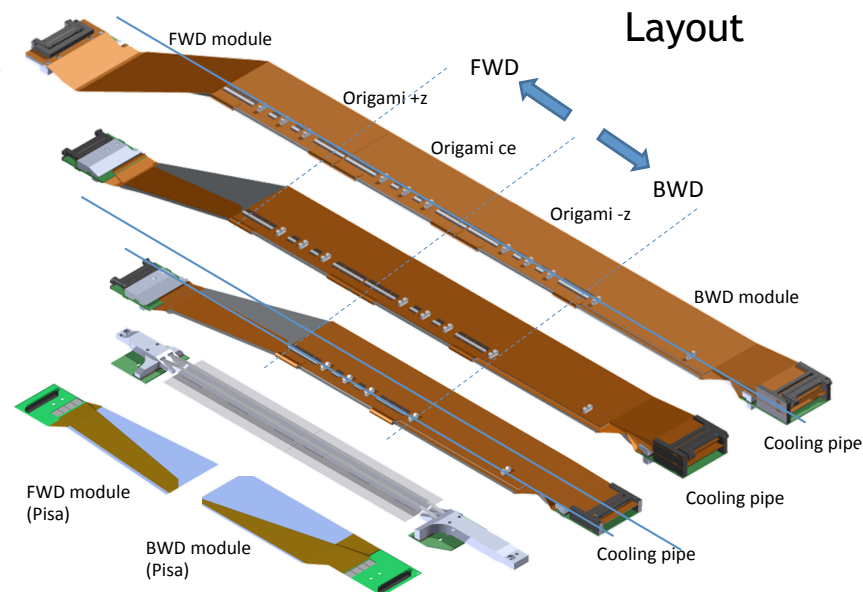 Layout
FWD module
FWD
Origami +z
Origami ce
BWD
Origami -z
BWD module
Cooling pipe
Cooling pipe
Cooling pipe
FWD module
(Pisa)
BWD module
(Pisa)